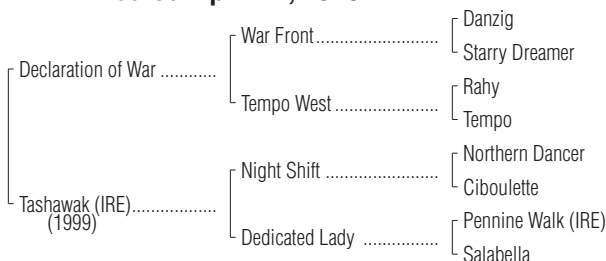 Danzig
War Front
Starry Dreamer
Declaration of War
Rahy
Tempo West
Tempo
Northern Dancer
Night Shift
Ciboulette
Tashawak (IRE)
(1999)
Pennine Walk (IRE)
Dedicated Lady
Salabella